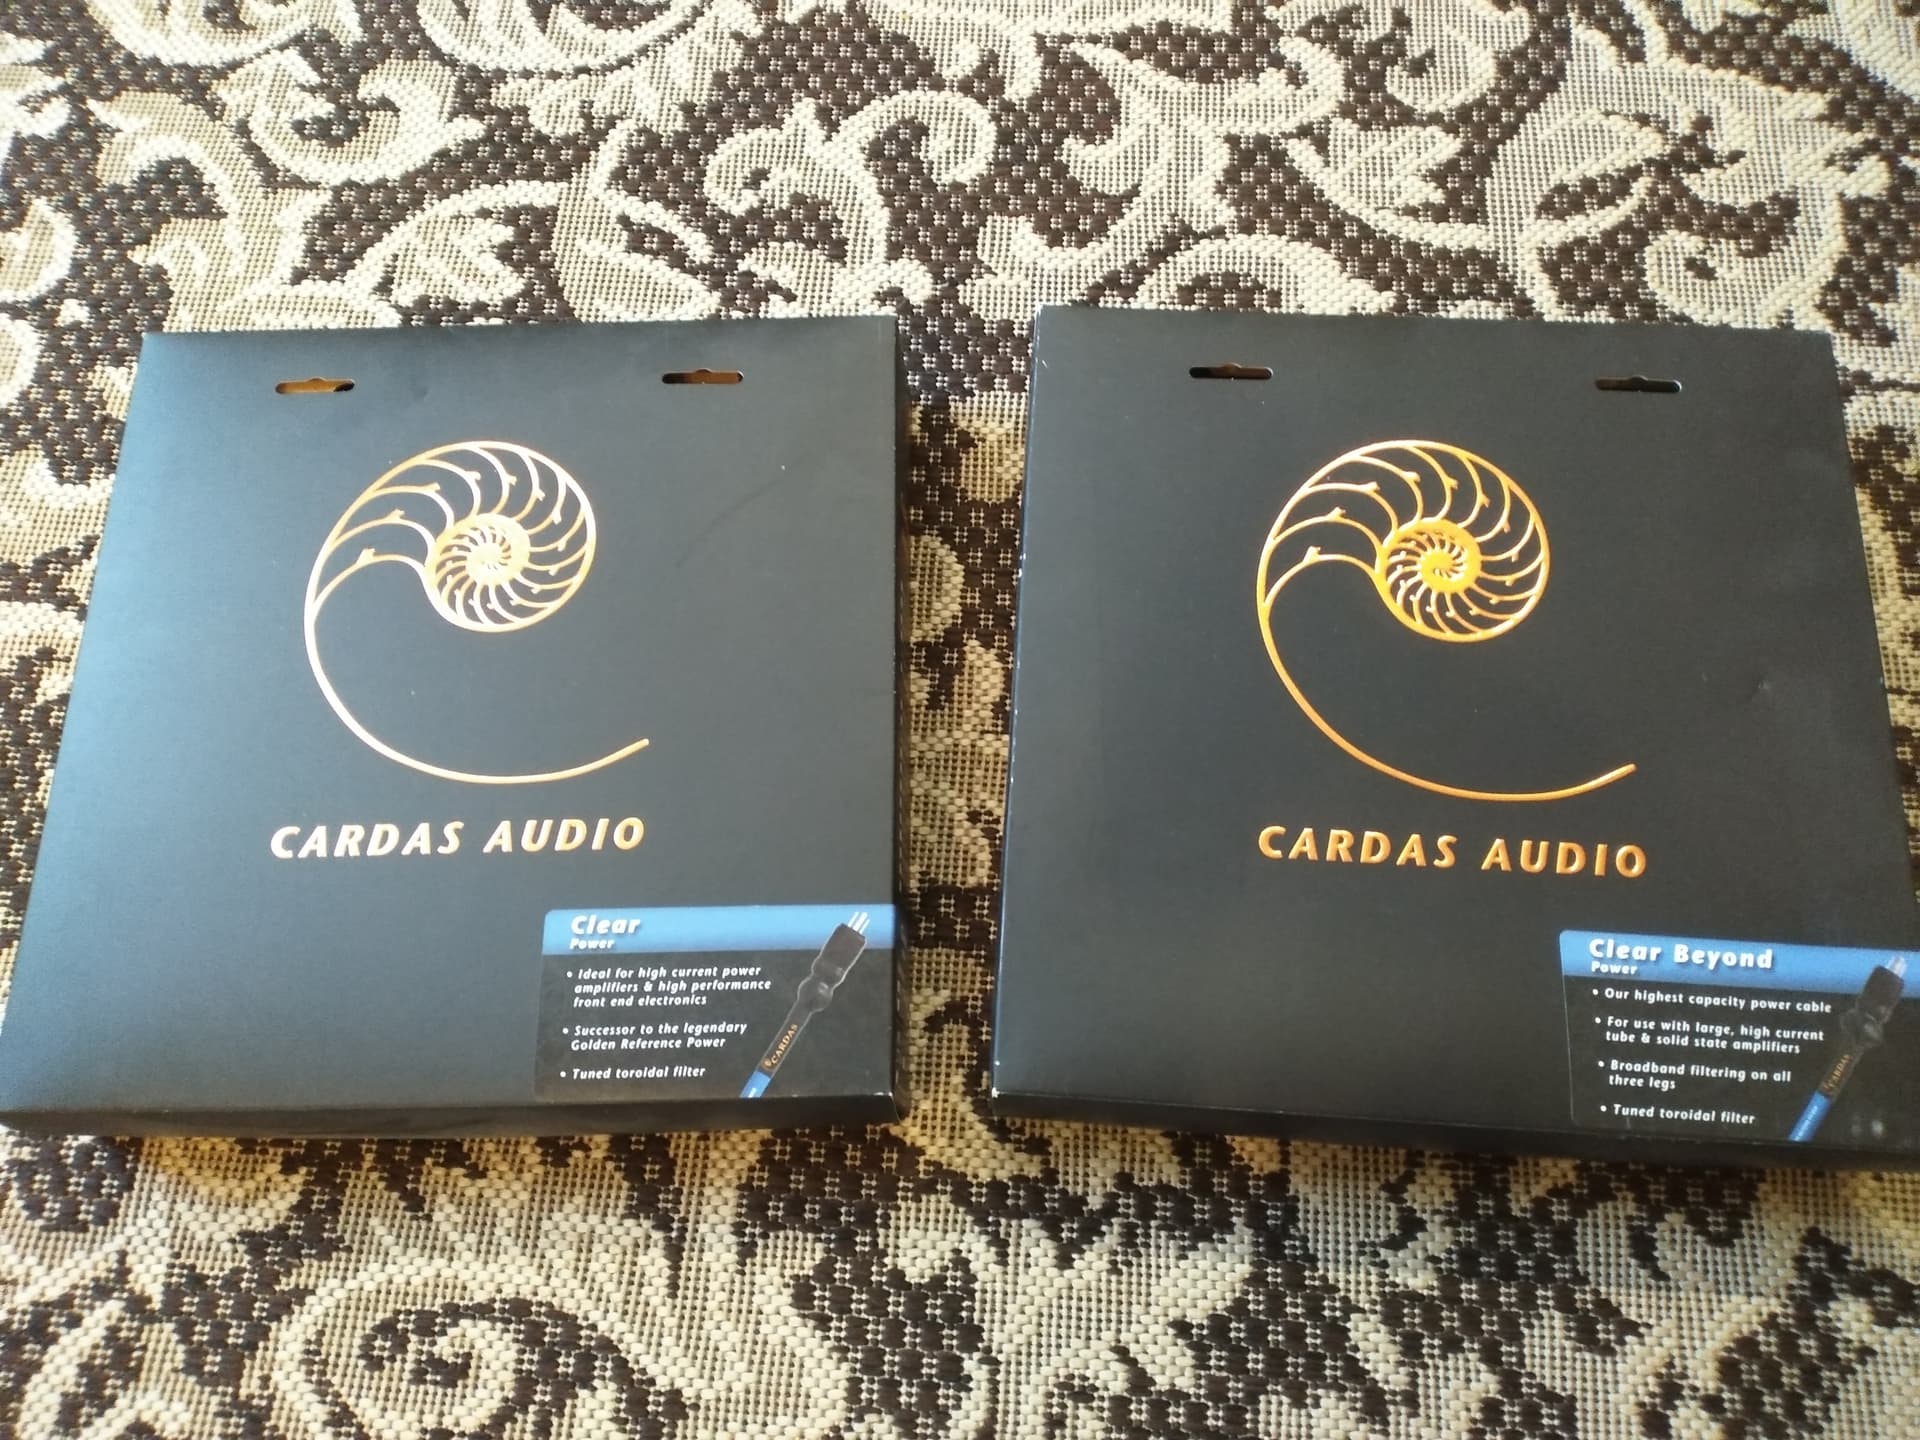 CARDAS AUDIO
Clear
Power
• Ideal for high current power
amplifiers & high performance
front end electronics
• Successor to the legendary
Golden Reference Power
• Tuned toroidal filter
CARDAS
CARDAS AUDIO
Clear Beyond
Power
• Our highest capacity power cable
• For use with large, high current
tube & solid state amplifiers
• Broadband filtering on all
three legs
• Tuned toroidal filter
CARDAS